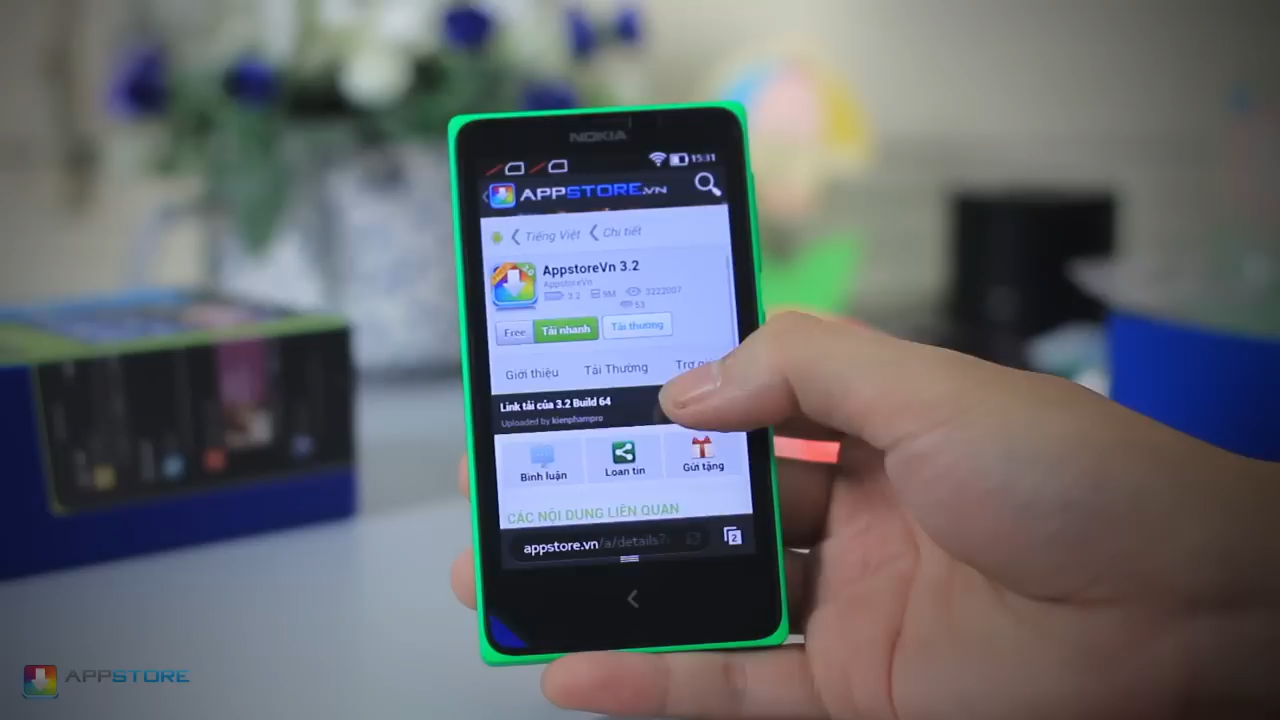 NOKIA
15:31
APPSTORE.VN
Tiếng Việt Chi tiết
AppstoreVn 3.2
AppstoreVn
3.2 9M 3222007
53
Free Tải nhanh Tải thường
Giới thiệu Tải Thường Trợ
Link tải của 3.2 Build 64
Uploaded by kienphampro
Bình luận Loan tin Gửi tặng
CÁC NỘI DUNG LIÊN QUAN
appstore.vn/a/details? 2
APPSTORE